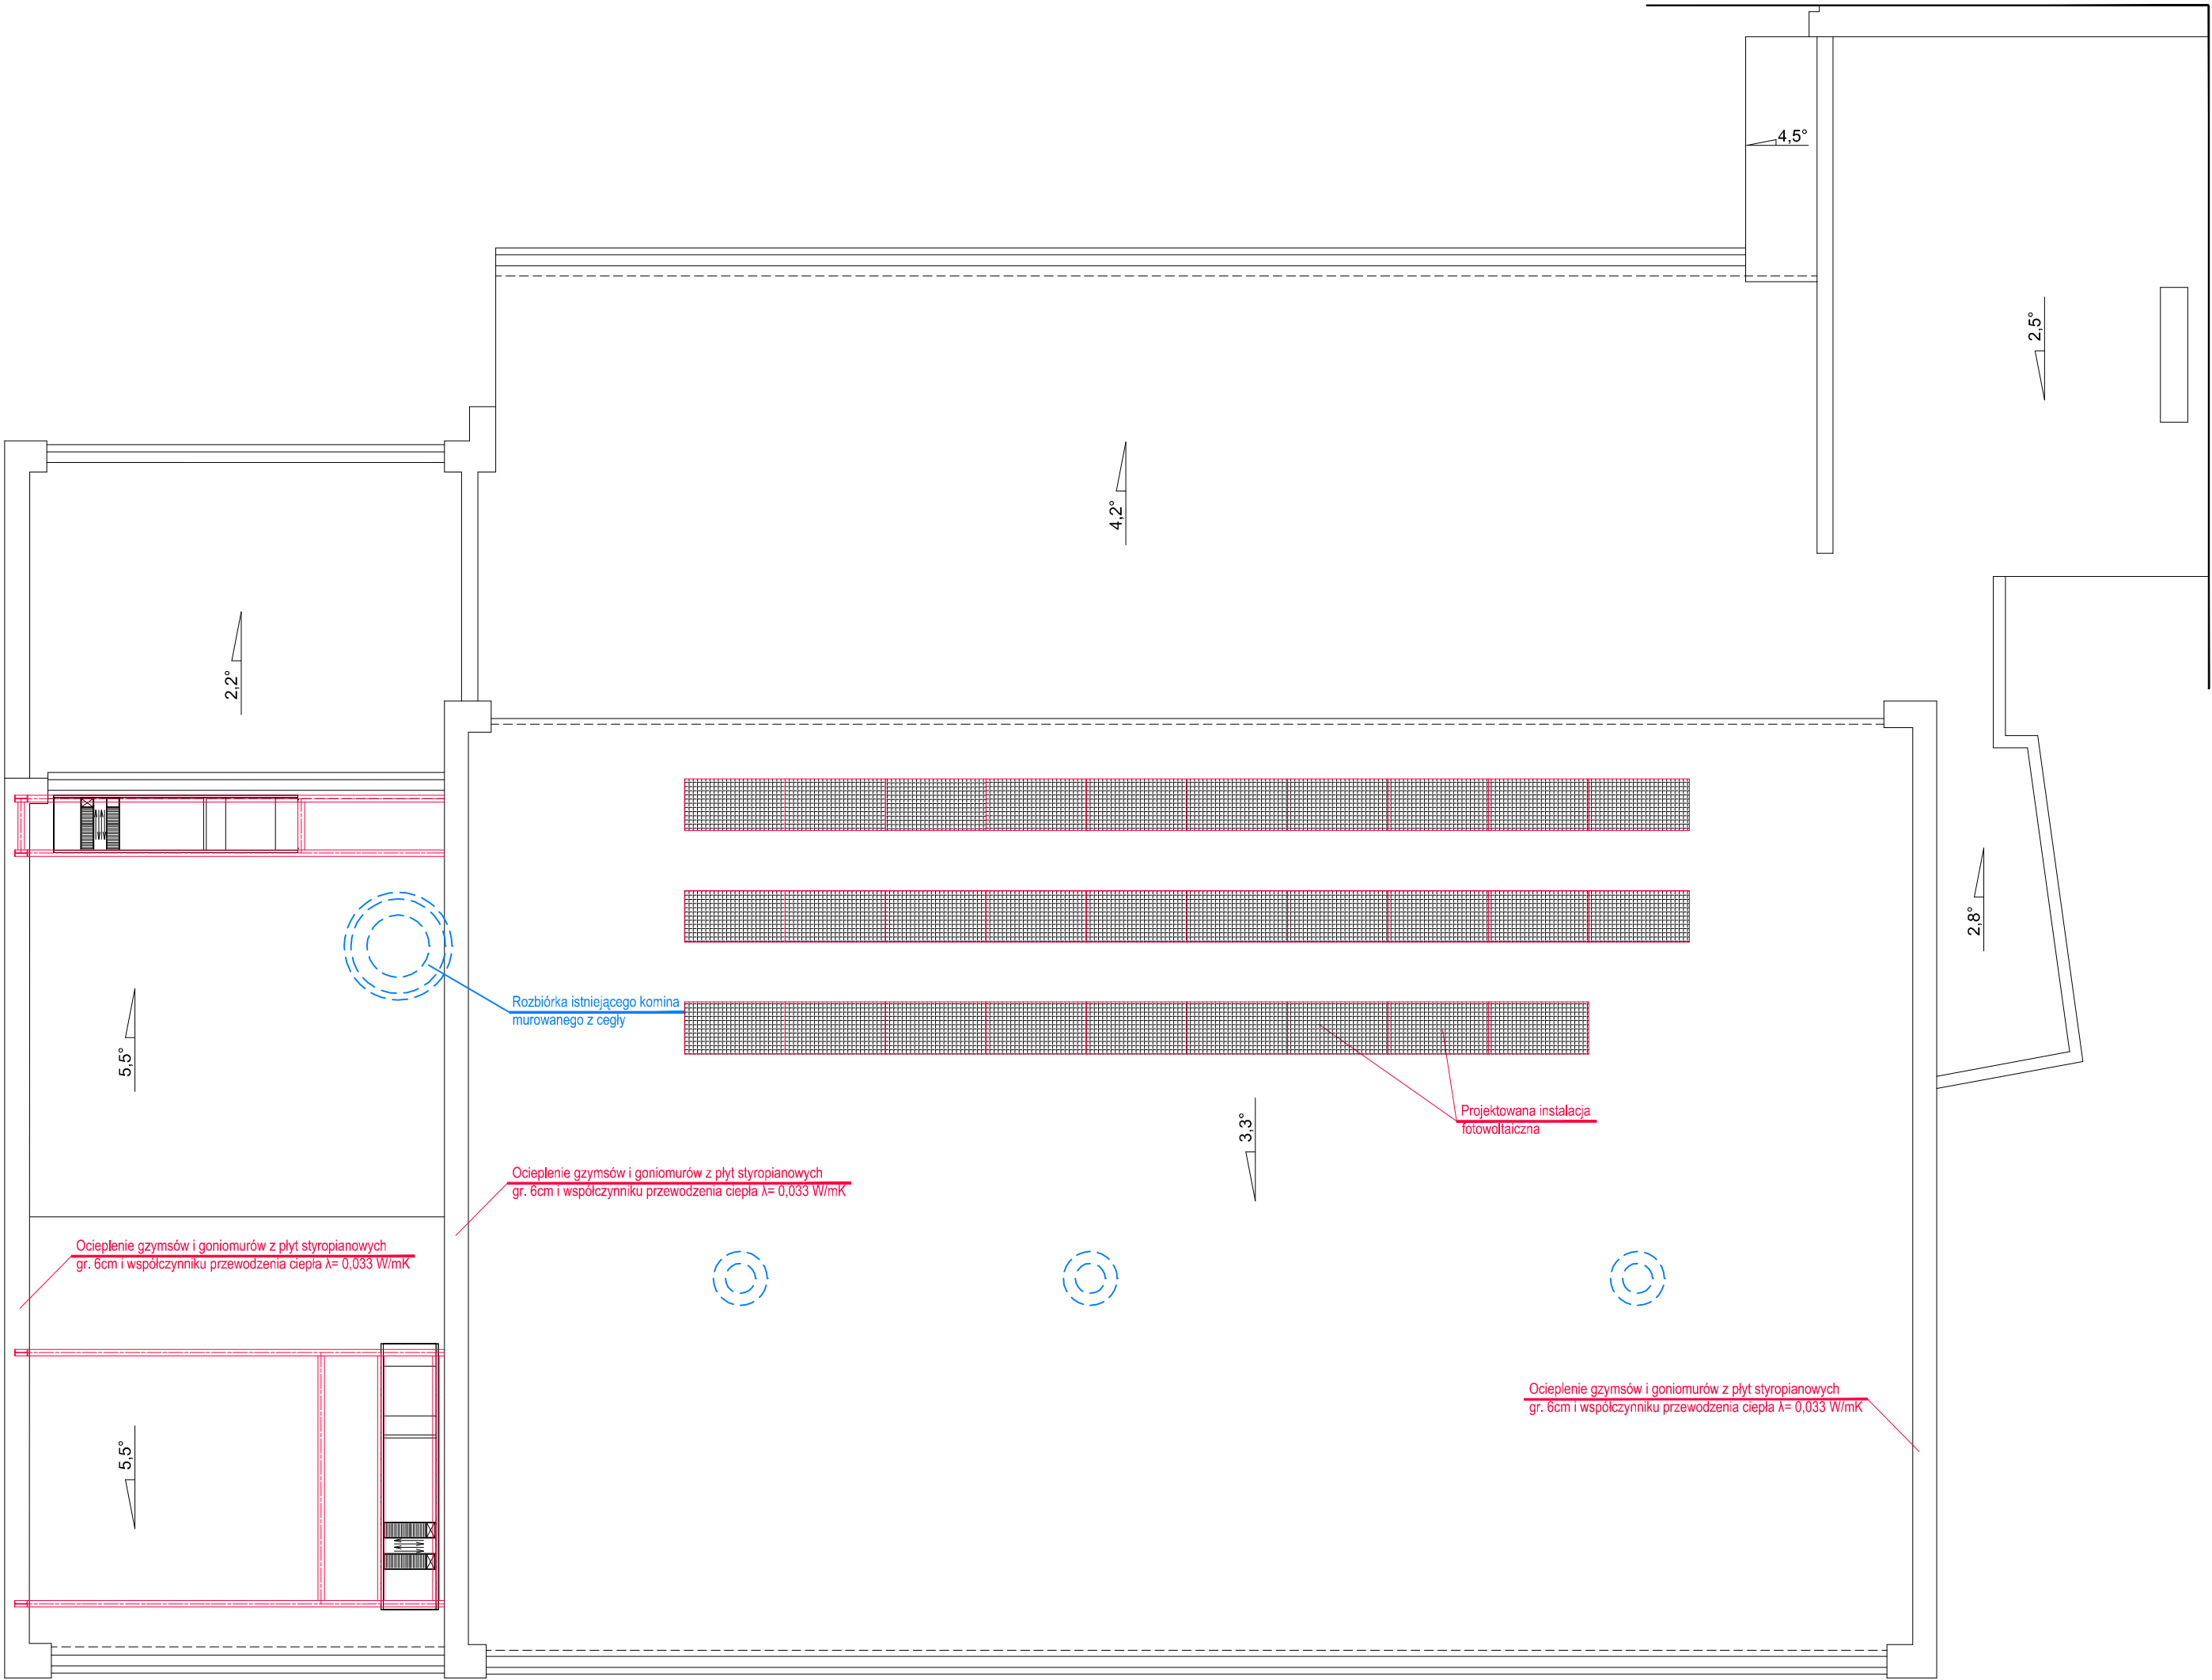 4,5°
2,5°
4,2°
2,2°
2,8°
Rozbiórka istniejącego komina
murowanego z cegły
5,5°
Projektowana instalacja
fotowoltaiczna
3,3°
Ocieplenie gzymsów i goniomurów z płyt styropianowych
gr. 6cm i współczynniku przewodzenia ciepła λ= 0,033 W/mK
Ocieplenie gzymsów i goniomurów z płyt styropianowych
gr. 6cm i współczynniku przewodzenia ciepła λ= 0,033 W/mK
Ocieplenie gzymsów i goniomurów z płyt styropianowych
gr. 6cm i współczynniku przewodzenia ciepła λ= 0,033 W/mK
5,5°